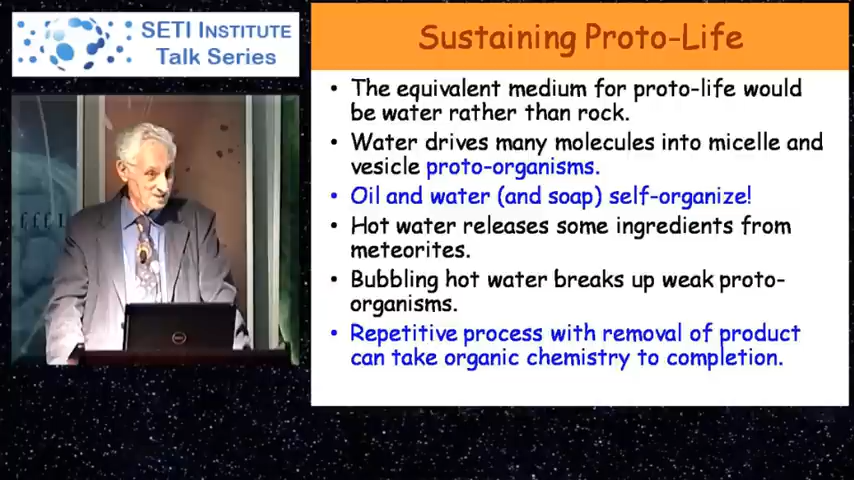 SETI INSTITUTE
Talk Series
Sustaining Proto-Life
• The equivalent medium for proto-life would
be water rather than rock.
• Water drives many molecules into micelle and
vesicle proto-organisms.
• Oil and water (and soap) self-organize!
• Hot water releases some ingredients from
meteorites.
• Bubbling hot water breaks up weak proto-
organisms.
• Repetitive process with removal of product
can take organic chemistry to completion.